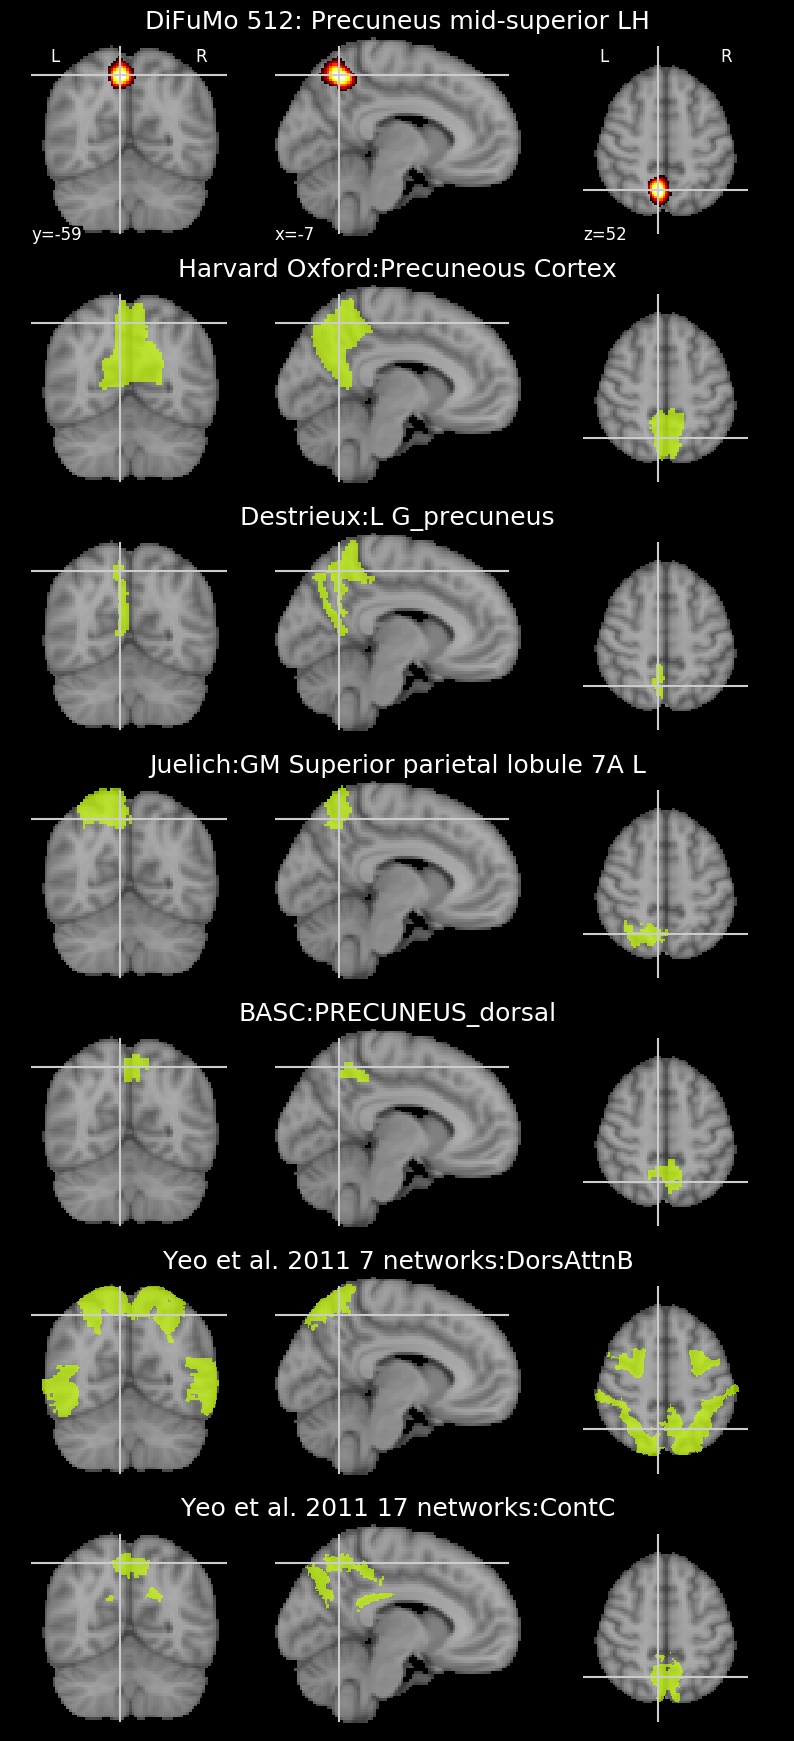 DiFuMo 512: Precuneus mid-superior LH
L R L R
y=-59 x=-7 z=52
Harvard Oxford:Precuneous Cortex
Destrieux:L G_precuneus
Juelich:GM Superior parietal lobule 7A L
BASC:PRECUNEUS_dorsal
Yeo et al. 2011 7 networks:DorsAttnB
Yeo et al. 2011 17 networks:ContC